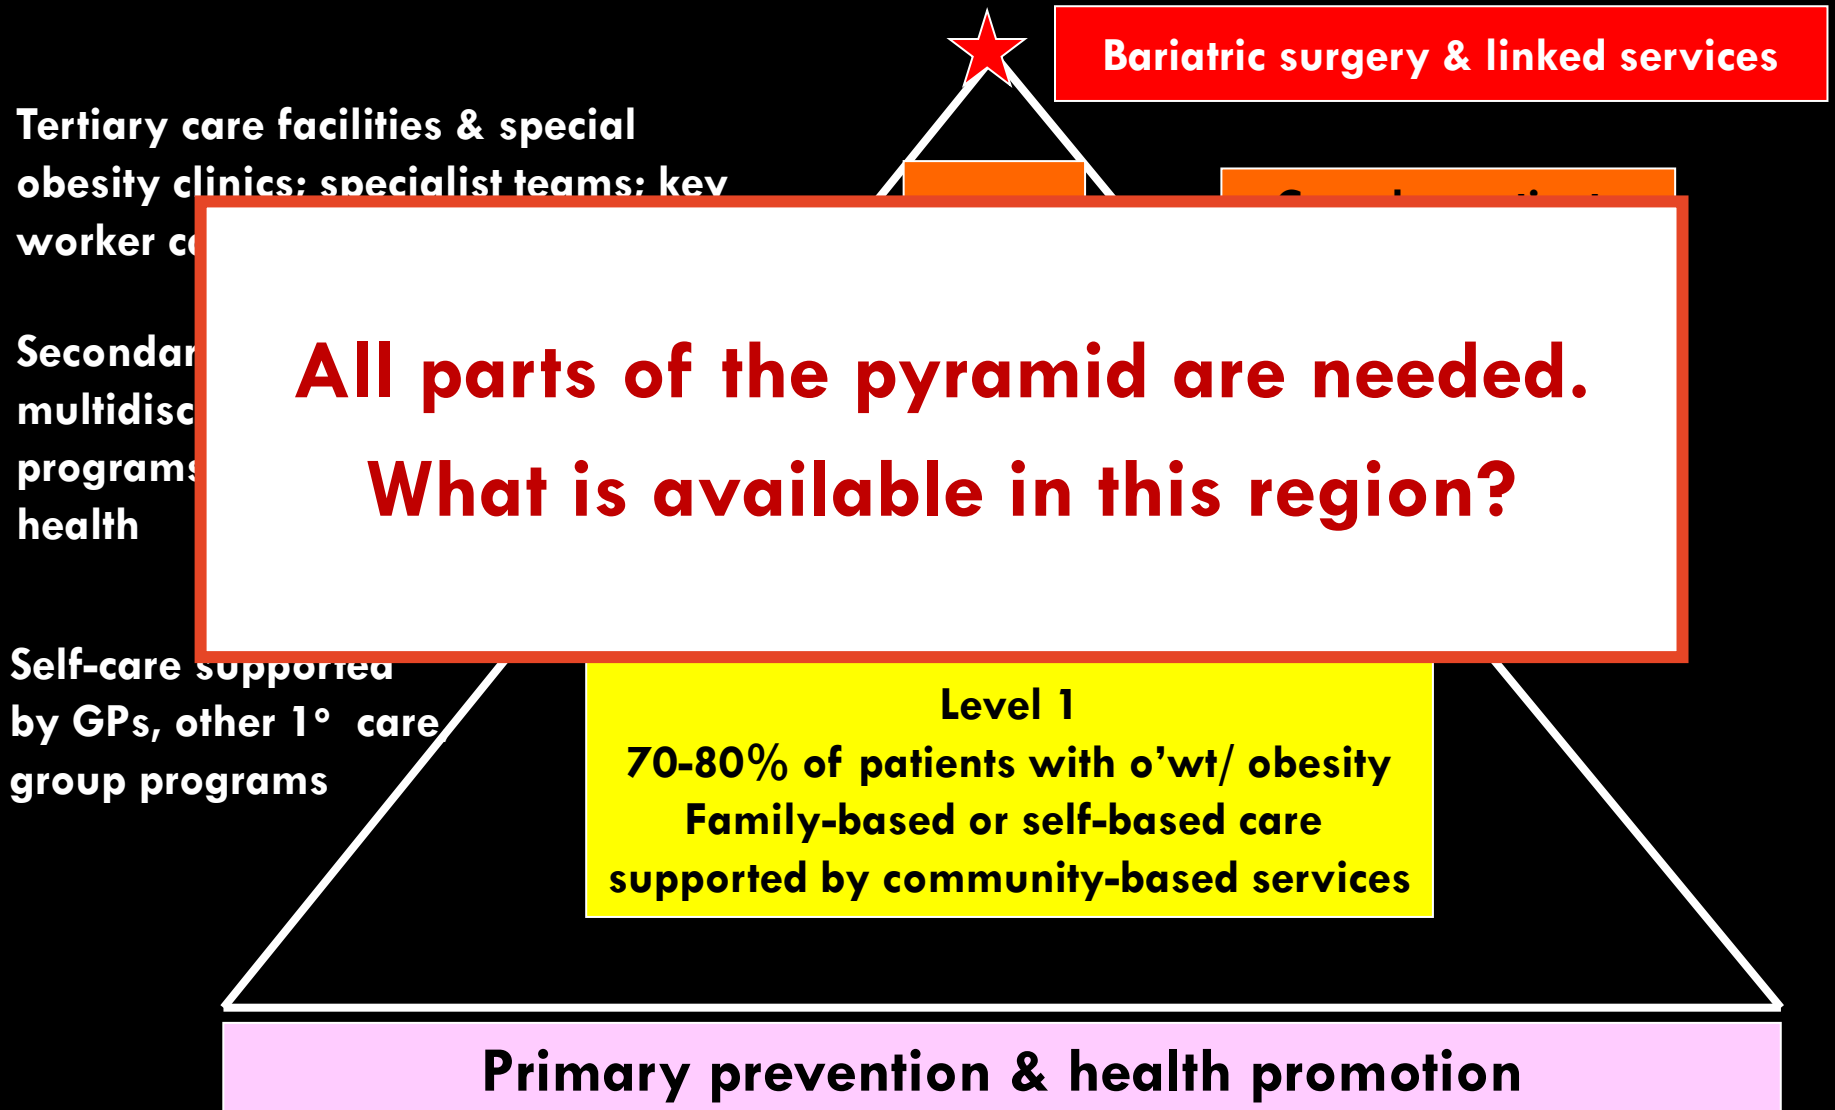 Bariatric surgery & linked services
Tertiary care facilities & special
obesity clinics; specialist teams; key
worker
All parts of the pyramid are needed.
What is available in this region?
programs
health
Self-care supported
by GPs, other 1° care,
group programs
Level 1
70-80% of patients with o’wt/ obesity
Family-based or self-based care
supported by community-based services
Primary prevention & health promotion